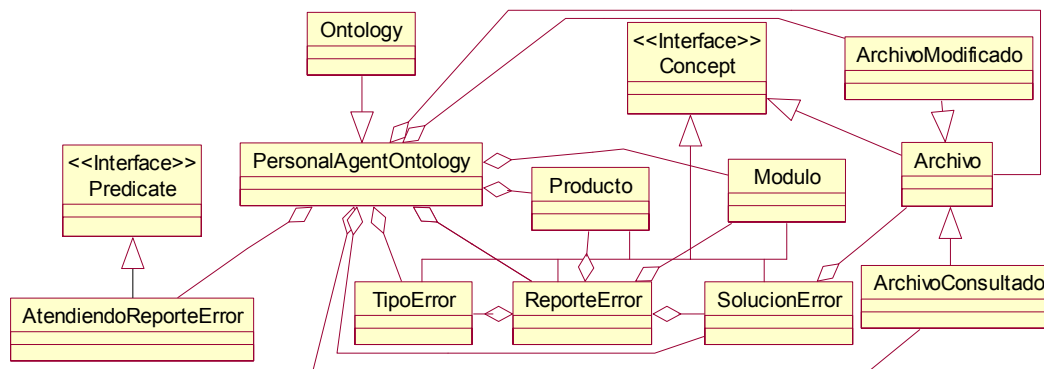 Ontology
<<Interface>>
Concept
ArchivoModificado
<<Interface>>
Predicate
PersonalAgentOntology
Producto
Modulo
Archivo
AtendiendoReporteError
TipoError
ReporteError
SolucionError
ArchivoConsultado